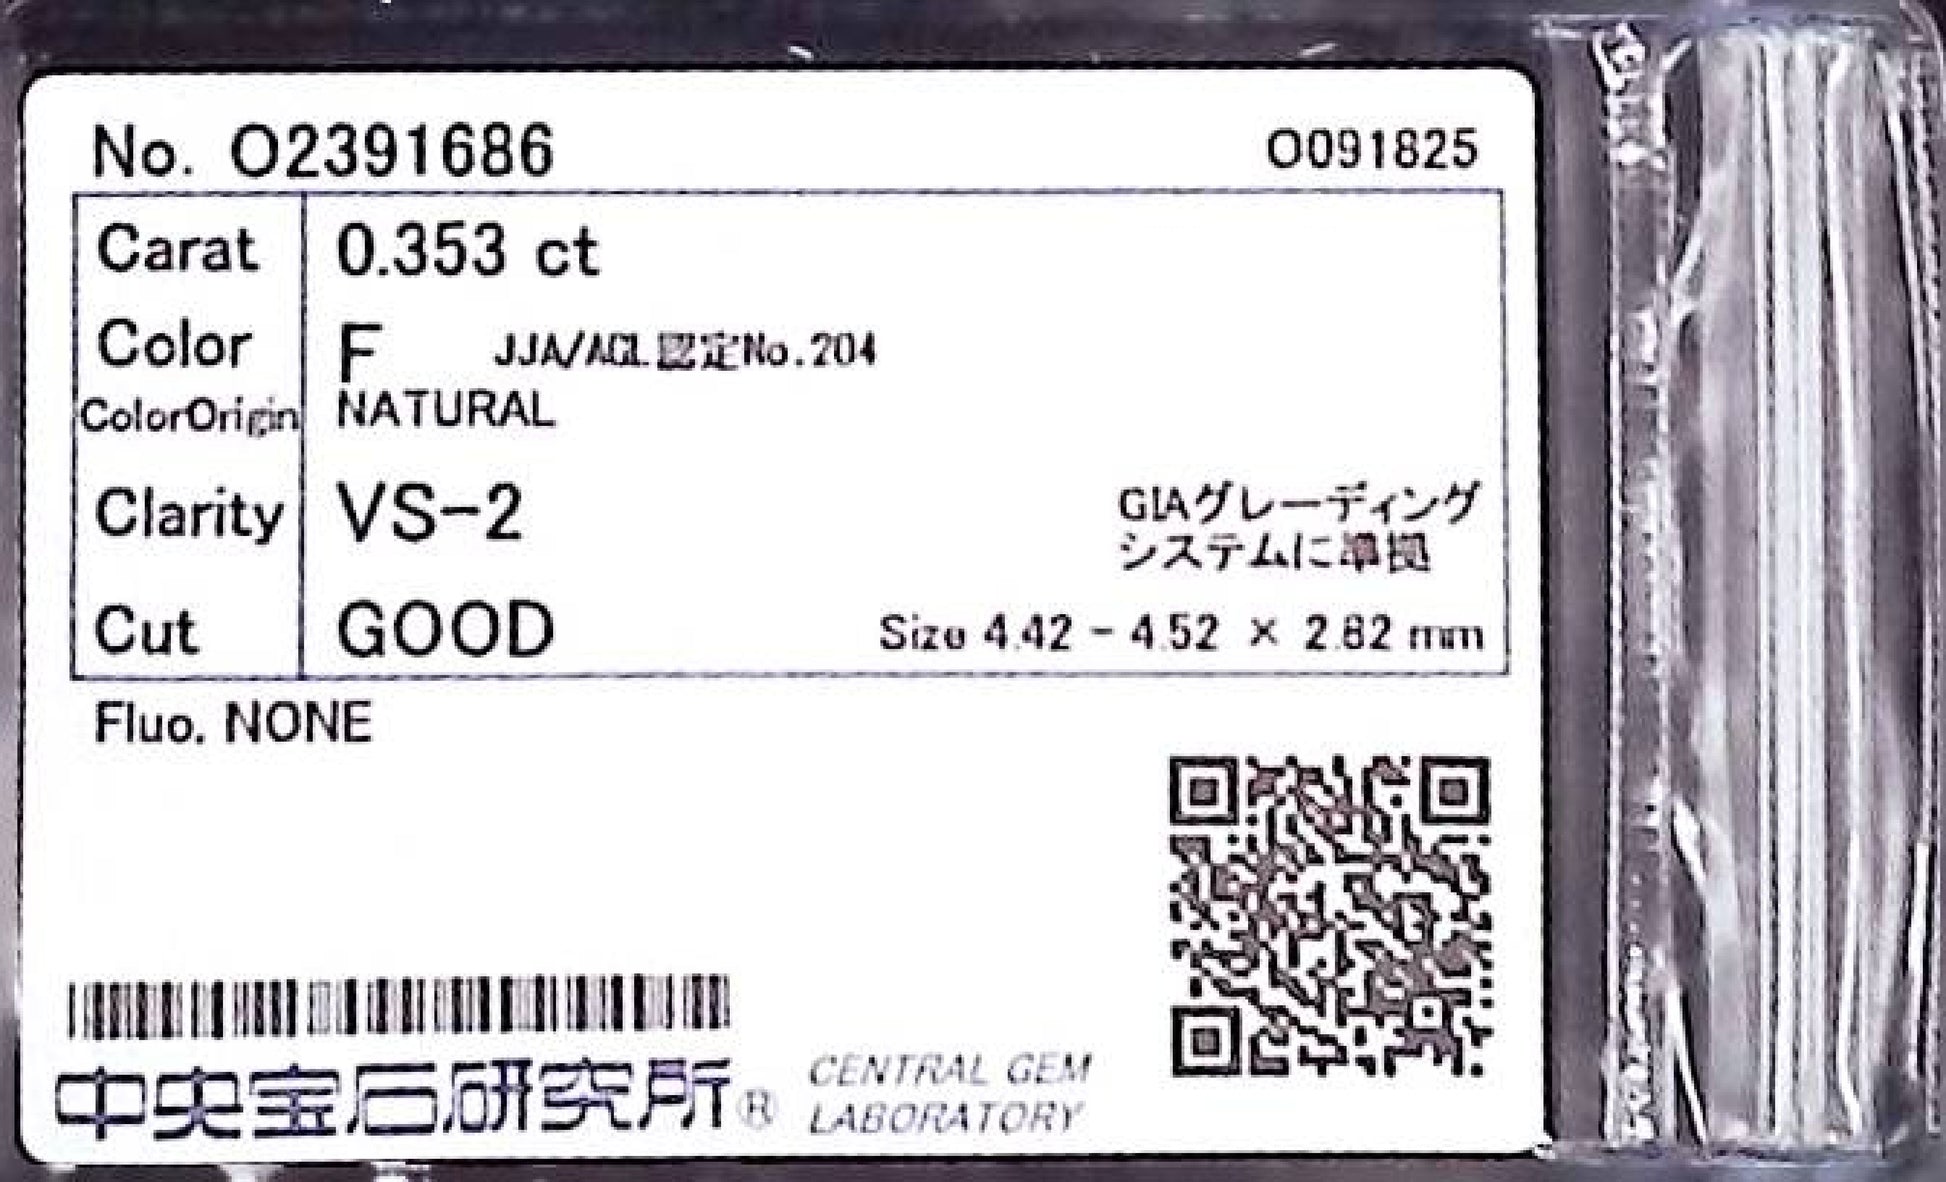 No. O2391686 O091825
Carat 0.353 ct
Color F JJA/AGL認定No.204
ColorOrigin NATURAL
Clarity VS-2
GIAグレーディング
システムに準拠
Cut GOOD Size 4.42 - 4.52 × 2.82 mm
Fluo. NONE
中央宝石研究所® CENTRAL GEM
LABORATORY